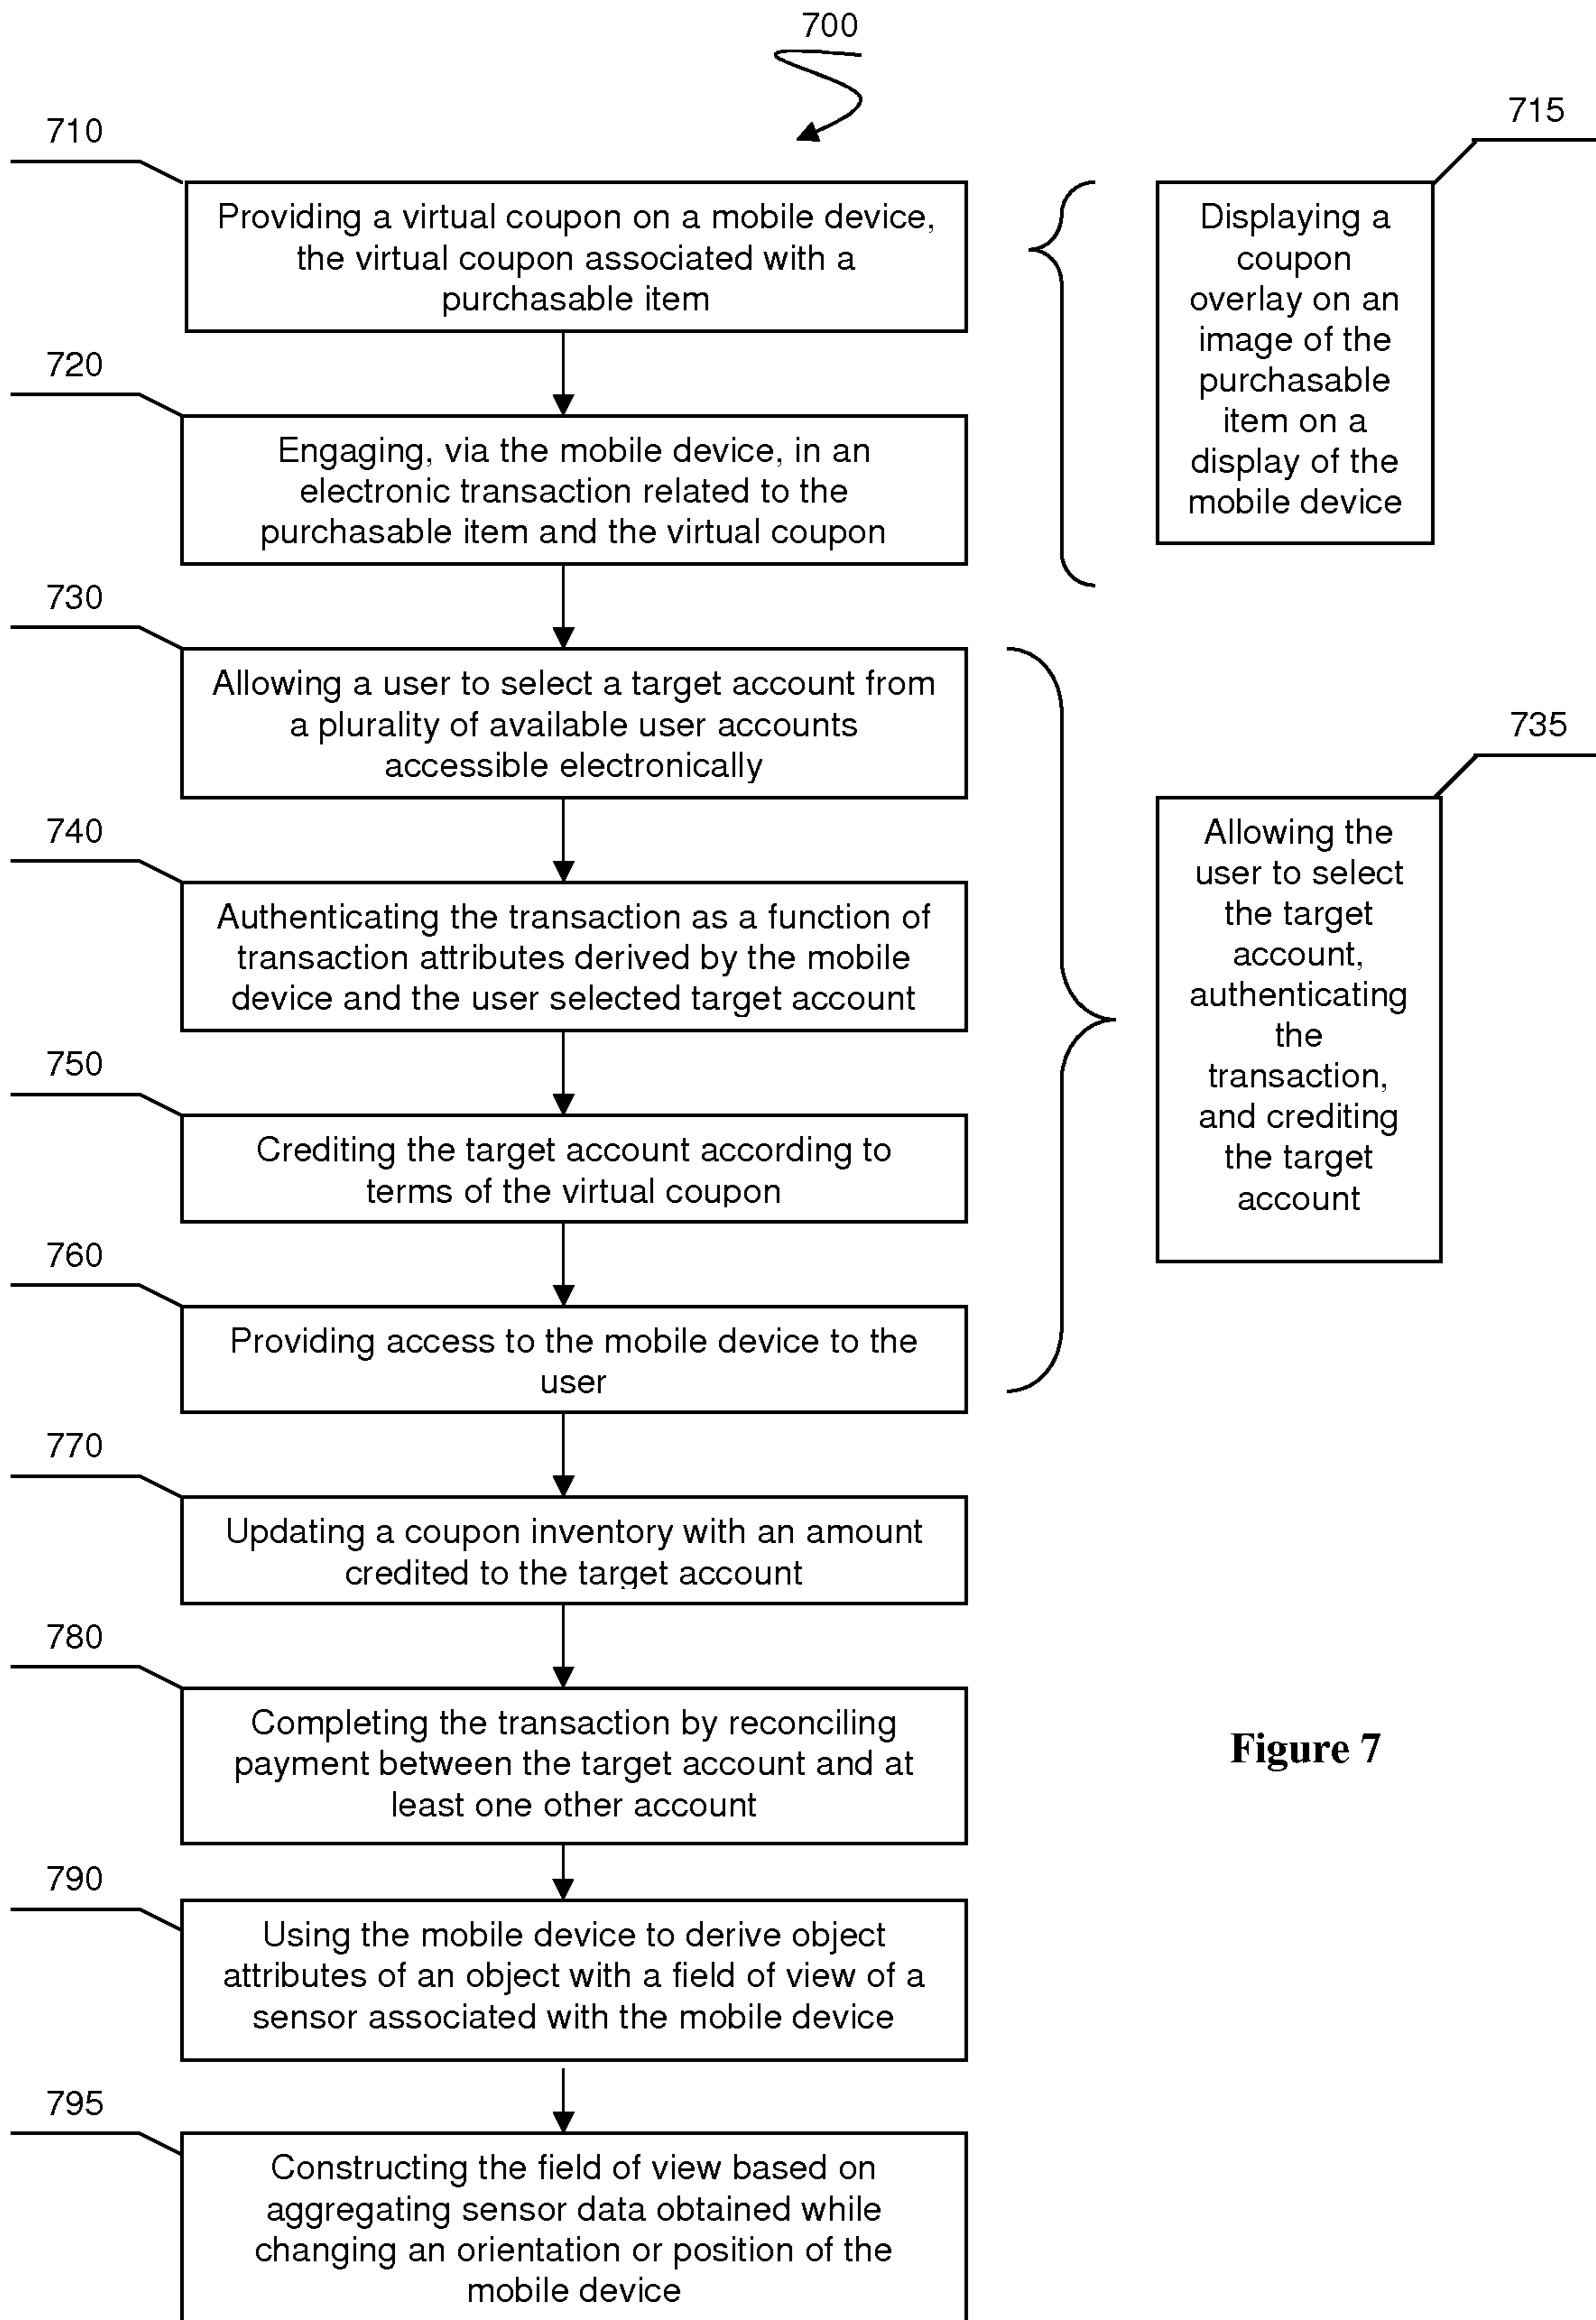 700
710
Providing a virtual coupon on a mobile device,
the virtual coupon associated with a
purchasable item
715
Displaying a
coupon
overlay on an
image of the
purchasable
item on a
display of the
mobile device
720
Engaging, via the mobile device, in an
electronic transaction related to the
purchasable item and the virtual coupon
730
Allowing a user to select a target account from
a plurality of available user accounts
accessible electronically
735
Allowing the
user to select
the target
account,
authenticating
the
transaction,
and crediting
the target
account
740
Authenticating the transaction as a function of
transaction attributes derived by the mobile
device and the user selected target account
750
Crediting the target account according to
terms of the virtual coupon
760
Providing access to the mobile device to the
user
770
Updating a coupon inventory with an amount
credited to the target account
780
Completing the transaction by reconciling
payment between the target account and at
least one other account
Figure 7
790
Using the mobile device to derive object
attributes of an object with a field of view of a
sensor associated with the mobile device
795
Constructing the field of view based on
aggregating sensor data obtained while
changing an orientation or position of the
mobile device